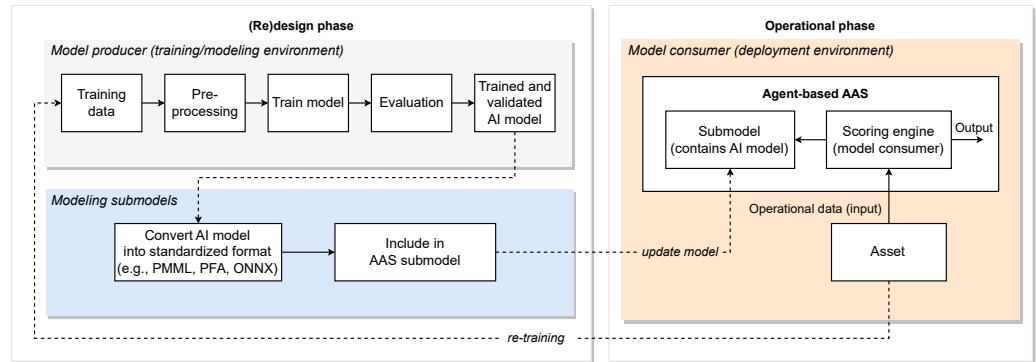 (Re)design phase
Model producer (training/modeling environment)
Training
data
Pre-
processing
Train model
Evaluation
Trained and
validated
AI model
Modeling submodels
Convert AI model
into standardized format
(e.g., PMML, PFA, ONNX)
Include in
AAS submodel
update model
re-training
Operational phase
Model consumer (deployment environment)
Agent-based AAS
Submodel
(contains AI model)
Scoring engine
(model consumer)
Output
Operational data (input)
Asset